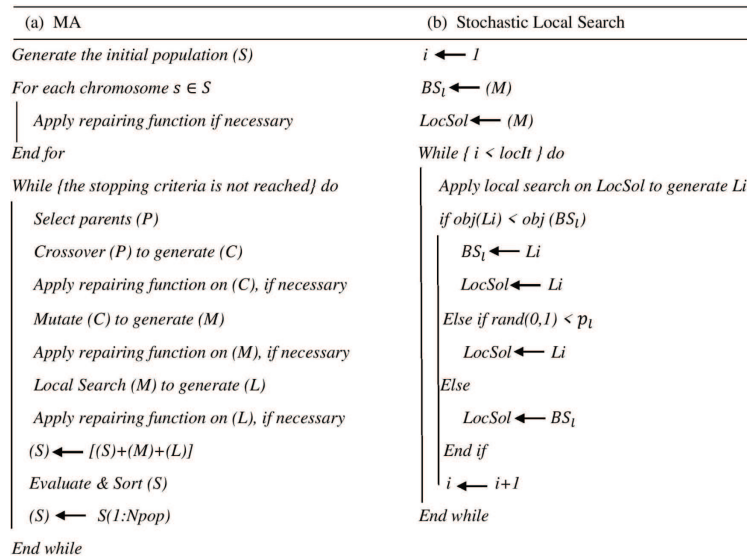 (a) MA
Generate the initial population (S)
For each chromosome s ∈ S
Apply repairing function if necessary
End for
While {the stopping criteria is not reached} do
Select parents (P)
Crossover (P) to generate (C)
Apply repairing function on (C), if necessary
Mutate (C) to generate (M)
Apply repairing function on (M), if necessary
Local Search (M) to generate (L)
Apply repairing function on (L), if necessary
(S) ← [(S)+(M)+(L)]
Evaluate & Sort (S)
(S) ← S(1:Npop)
End while
(b) Stochastic Local Search
i ← 1
BSₗ ← (M)
LocSol ← (M)
While { i < locIt } do
Apply local search on LocSol to generate Li
if obj(Li) < obj (BSₗ)
BSₗ ← Li
LocSol ← Li
Else if rand(0,1) < pₗ
LocSol ← Li
Else
LocSol ← BSₗ
End if
i ← i+1
End while